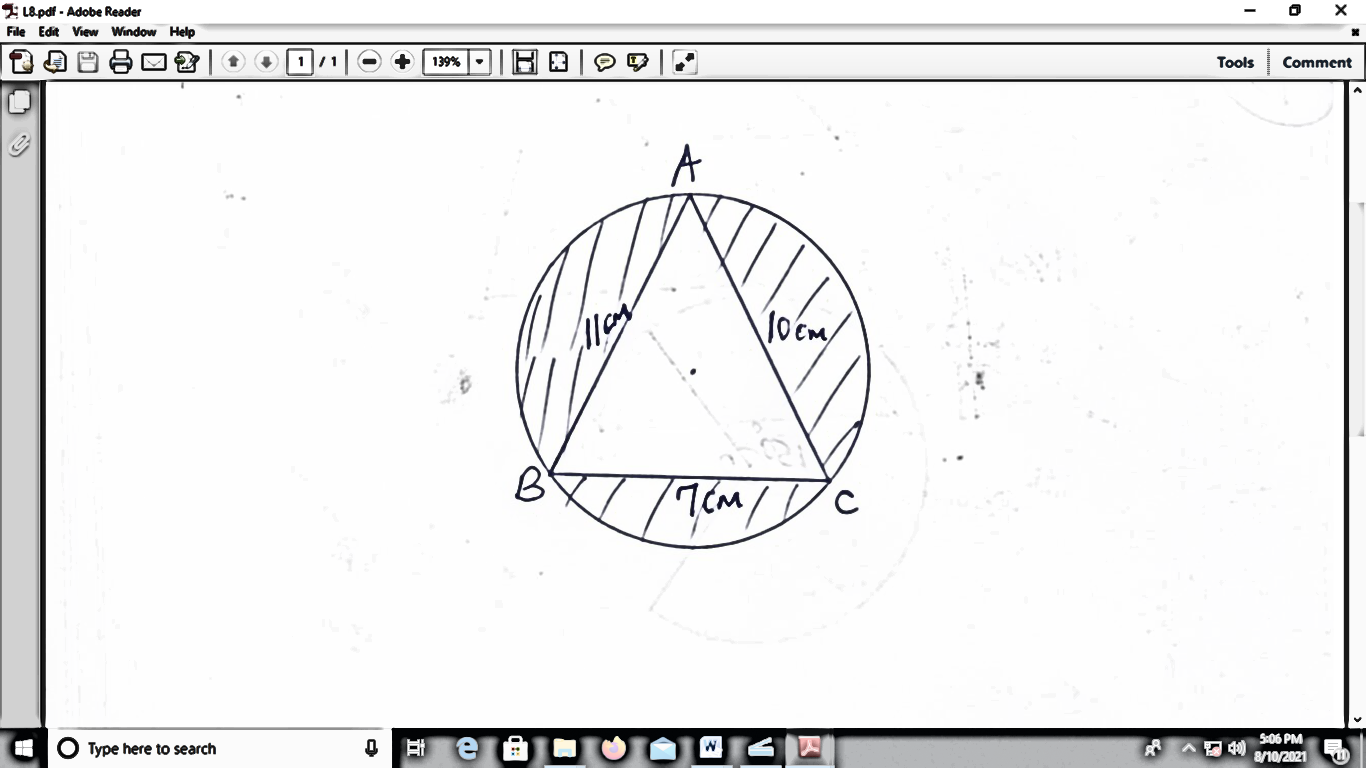 L8.pdf - Adobe Reader
File Edit View Window Help
1 / 1 139% Tools Comment
A
11cm
10cm
B
7cm
C
Type here to search
5:06 PM
8/10/2021